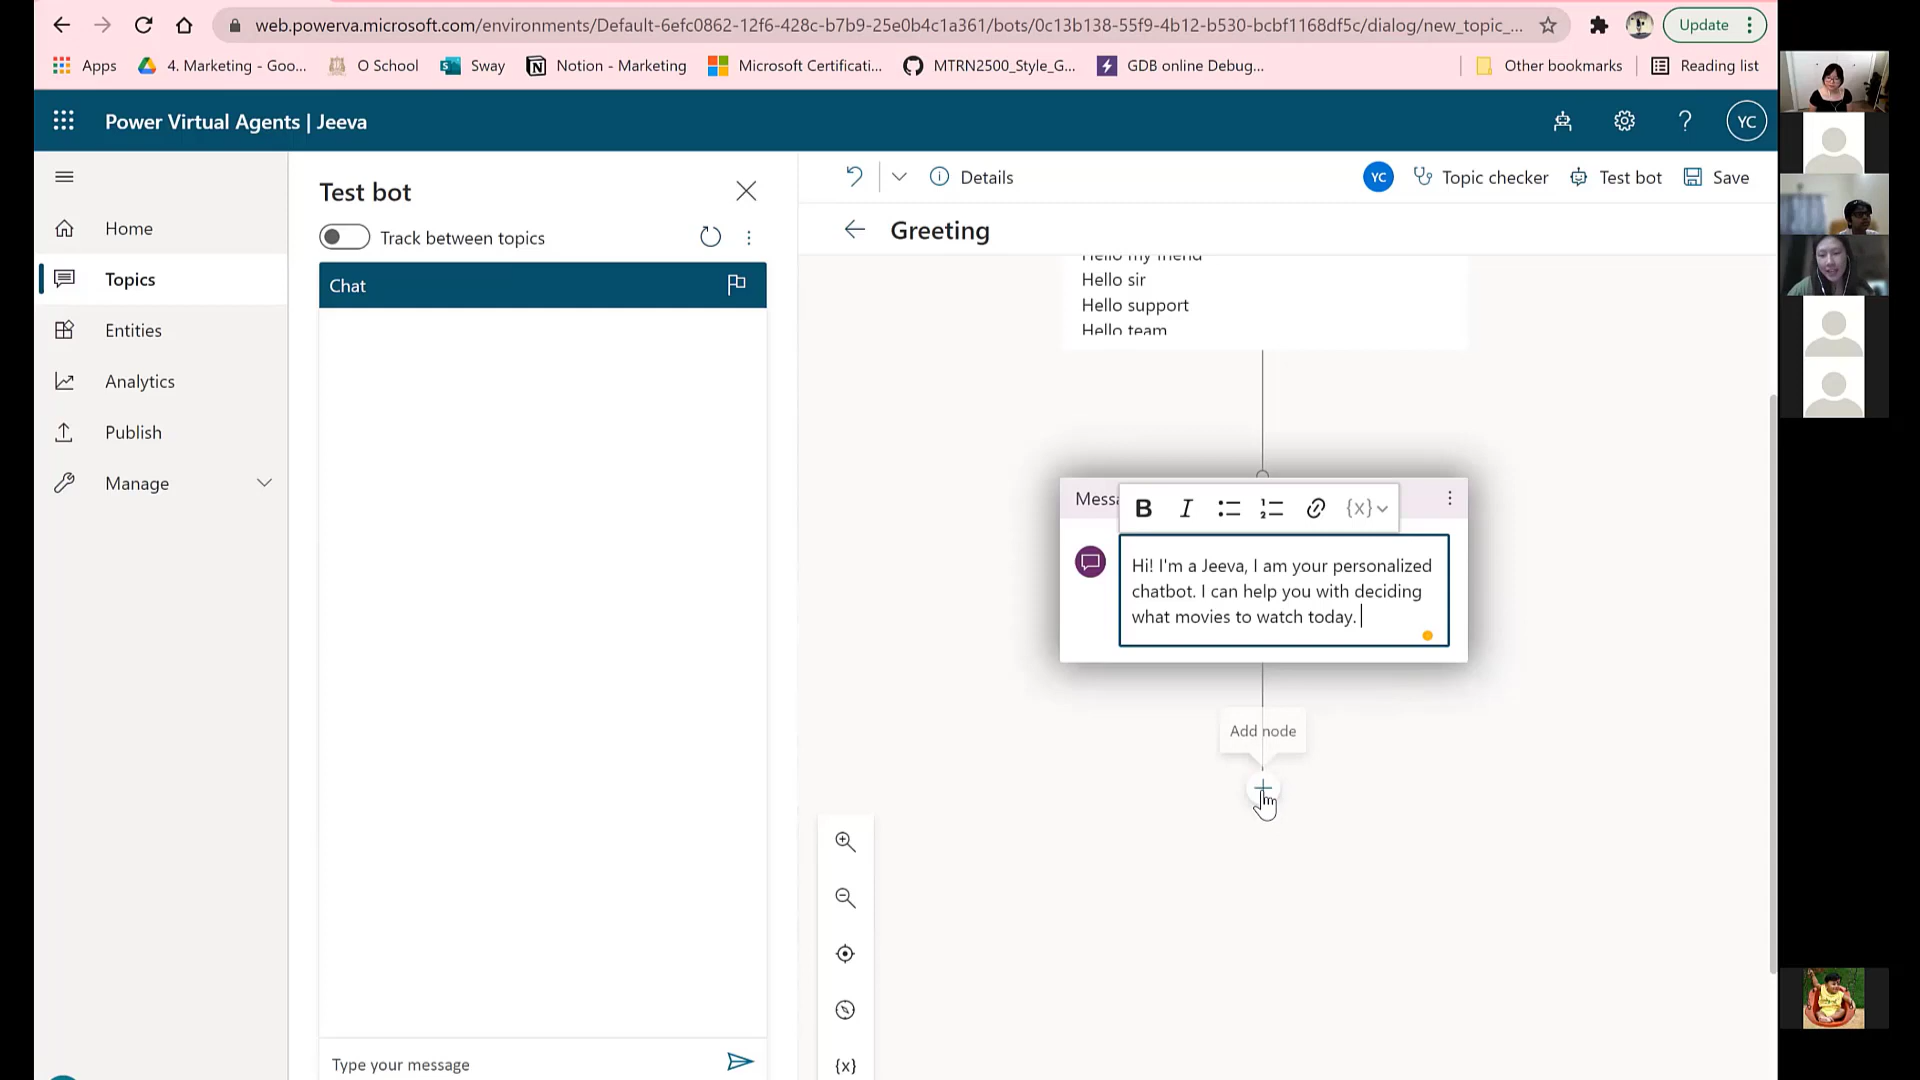 web.powerva.microsoft.com/environments/Default-6efc0862-12f6-428c-b7b9-25e0b4c1a361/bots/0c13b138-55f9-4b12-b530-bcbf1168df5c/dialog/new_topic_...
Update
Apps
4. Marketing - Goo...
O School
Sway
Notion - Marketing
Microsoft Certificati...
MTRN2500_Style_G...
GDB online Debug...
Other bookmarks
Reading list
Power Virtual Agents | Jeeva
YC
Home
Topics
Entities
Analytics
Publish
Manage
Test bot
Track between topics
Chat
Type your message
Details
YC
Topic checker
Test bot
Save
Greeting
Hello my friend
Hello sir
Hello support
Hello team
Messa
B I {x}
Hi! I'm a Jeeva, I am your personalized
chatbot. I can help you with deciding
what movies to watch today.
Add node
{x}